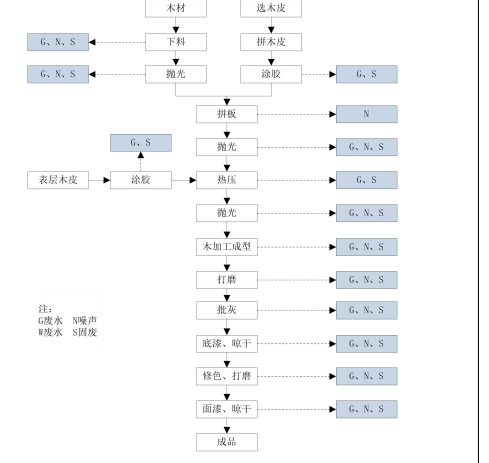 木材
选木皮
G、N、S
下料
拼木皮
G、N、S
抛光
涂胶
G、S
拼板
N
G、S
抛光
G、N、S
表层木皮
涂胶
热压
G、S
抛光
G、N、S
木加工成型
G、N、S
打磨
G、N、S
注：
G废水 N噪声
W废水 S固废
批灰
G、N、S
底漆、晾干
G、N、S
修色、打磨
G、N、S
面漆、晾干
G、N、S
成品